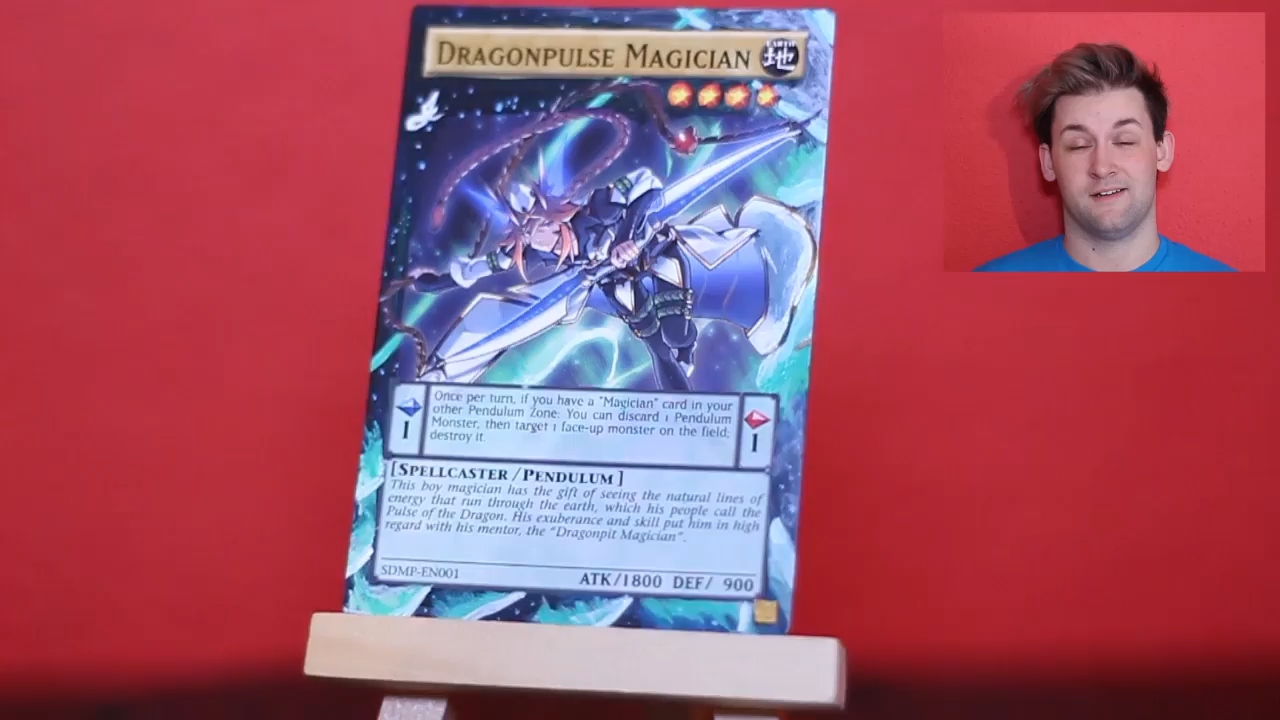 DRAGONPULSE MAGICIAN
EARTH
地
Once per turn, if you have a "Magician" card in your
other Pendulum Zone: You can discard 1 Pendulum
Monster, then target 1 face-up monster on the field;
destroy it.
1
1
[SPELLCASTER/PENDULUM]
This boy magician has the gift of seeing the natural lines of
energy that run through the earth, which his people call the
Pulse of the Dragon. His exuberance and skill put him in high
regard with his mentor, the "Dragonpit Magician".
SDMP-EN001
ATK/1800 DEF/ 900